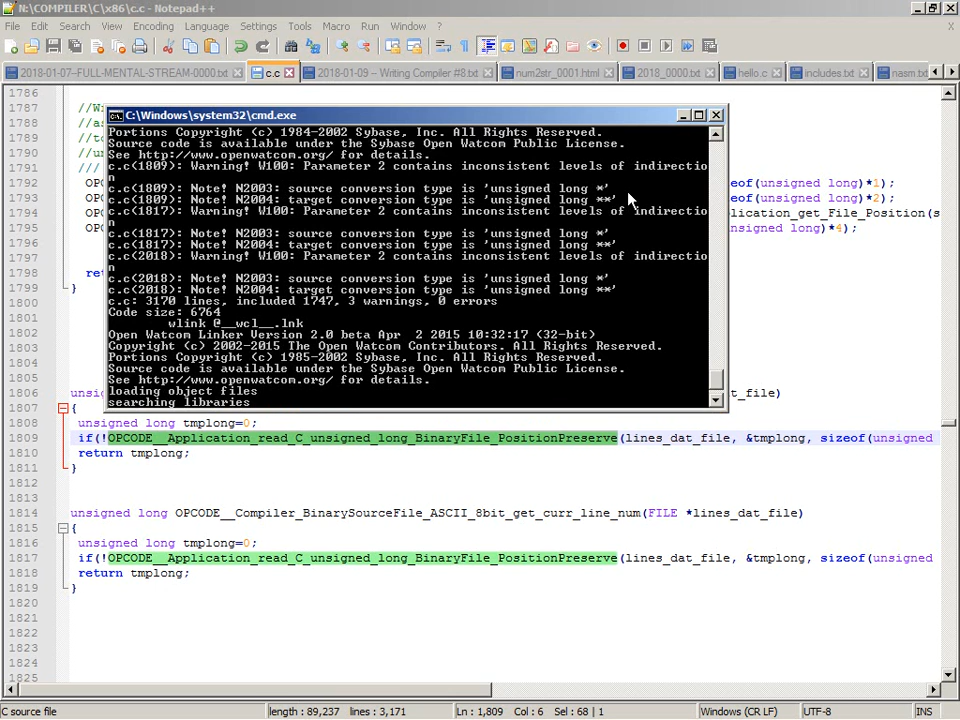 N:\COMPILER\C\x86\c.c - Notepad++
File Edit Search View Encoding Language Settings Tools Macro Run Window ? X
2018-01-07-FULL-MENTAL-STREAM-0000.txt c.c 2018-01-09 -- Writing Compiler #8.txt num2str_0001.html 2018_0000.txt hello.c includes.txt nasm.txt
1786
1787 //W
1788 //a
1789 //to
1790 //u
1791 ///
1792 OP eof(unsigned long)*1);
1793 OP eof(unsigned long)*2);
1794 OP plication_get_File_Position(s
1795 OP nsigned long)*4);
1796
1797
1798 ret
1799 }
1800
1801
1802
1803
1804
1805
C:\Windows\system32\cmd.exe
Portions Copyright (c) 1984-2002 Sybase, Inc. All Rights Reserved.
Source code is available under the Sybase Open Watcom Public License.
See http://www.openwatcom.org/ for details.
c.c(1809): Warning! W100: Parameter 2 contains inconsistent levels of indirectio
n
c.c(1809): Note! N2003: source conversion type is 'unsigned long *'
c.c(1809): Note! N2004: target conversion type is 'unsigned long **'
c.c(1817): Warning! W100: Parameter 2 contains inconsistent levels of indirectio
n
c.c(1817): Note! N2003: source conversion type is 'unsigned long *'
c.c(1817): Note! N2004: target conversion type is 'unsigned long **'
c.c(2018): Warning! W100: Parameter 2 contains inconsistent levels of indirectio
n
c.c(2018): Note! N2003: source conversion type is 'unsigned long *'
c.c(2018): Note! N2004: target conversion type is 'unsigned long **'
c.c: 3170 lines, included 1747, 3 warnings, 0 errors
Code size: 6764
wlink @__wcl__.lnk
Open Watcom Linker Version 2.0 beta Apr  2 2015 10:32:17 (32-bit)
Copyright (c) 2002-2015 The Open Watcom Contributors. All Rights Reserved.
Portions Copyright (c) 1985-2002 Sybase, Inc. All Rights Reserved.
Source code is available under the Sybase Open Watcom Public License.
See http://www.openwatcom.org/ for details.
loading object files
searching libraries
1806 unsi t_file)
1807 {
1808 unsigned long tmplong=0;
1809 if(!OPCODE__Application_read_C_unsigned_long_BinaryFile_PositionPreserve(lines_dat_file, &tmplong, sizeof(unsigned
1810 return tmplong;
1811 }
1812
1813
1814 unsigned long OPCODE__Compiler_BinarySourceFile_ASCII_8bit_get_curr_line_num(FILE *lines_dat_file)
1815 {
1816 unsigned long tmplong=0;
1817 if(!OPCODE__Application_read_C_unsigned_long_BinaryFile_PositionPreserve(lines_dat_file, &tmplong, sizeof(unsigned
1818 return tmplong;
1819 }
1820
1821
1822
1823
1824
1825
C source file length : 89,237 lines : 3,171 Ln : 1,809 Col : 6 Sel : 68 | 1 Windows (CR LF) UTF-8 INS